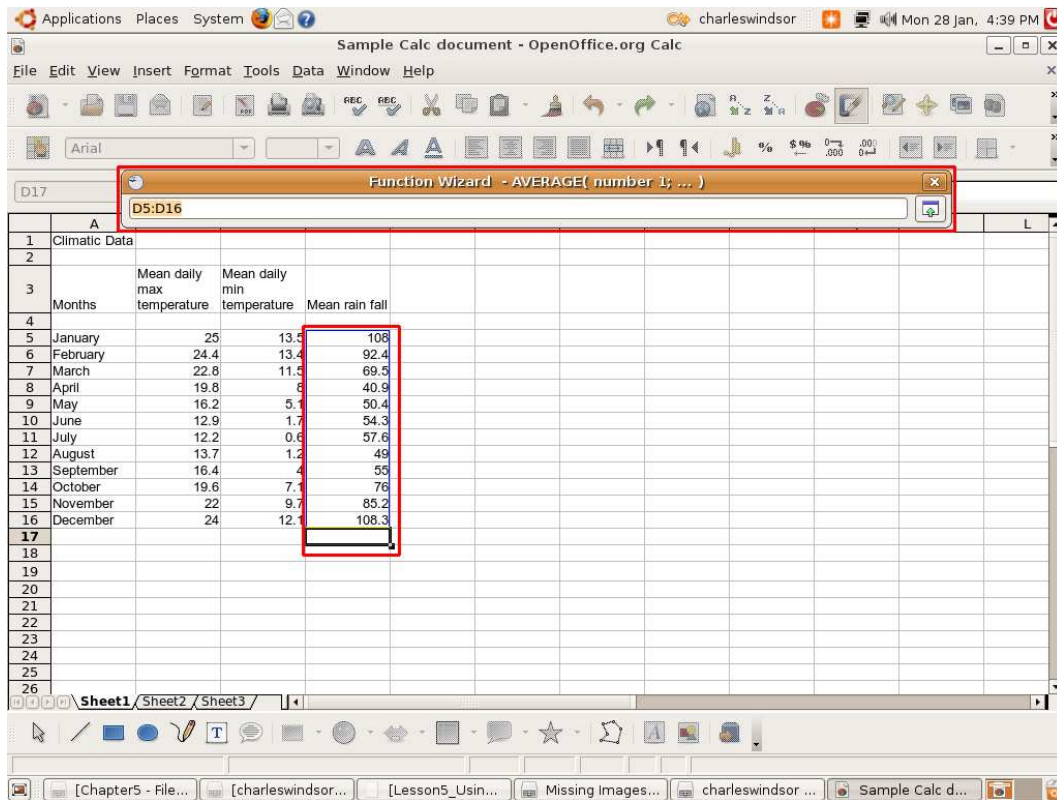 Applications Places System charleswindsor Mon 28 Jan, 4:39 PM
Sample Calc document - OpenOffice.org Calc
File Edit View Insert Format Tools Data Window Help
Arial
D17
Function Wizard - AVERAGE( number 1; ... )
D5:D16
A L
1 Climatic Data
2
3 Months Mean daily max temperature Mean daily min temperature Mean rain fall
4
5 January 25 13.5 108
6 February 24.4 13.4 92.4
7 March 22.8 11.5 69.5
8 April 19.8 8 40.9
9 May 16.2 5.1 50.4
10 June 12.9 1.7 54.3
11 July 12.2 0.6 57.6
12 August 13.7 1.2 49
13 September 16.4 4 55
14 October 19.6 7.1 76
15 November 22 9.7 85.2
16 December 24 12.1 108.3
17
18
19
20
21
22
23
24
25
26
Sheet1 Sheet2 Sheet3
[Chapter5 - File... [charleswindsor... [Lesson5_Usin... Missing Images... charleswindsor ... Sample Calc d...